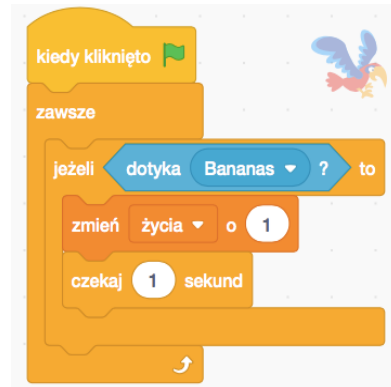 kiedy kliknięto
zawsze
jeżeli dotyka Bananas ? to
zmień życia o 1
czekaj 1 sekund